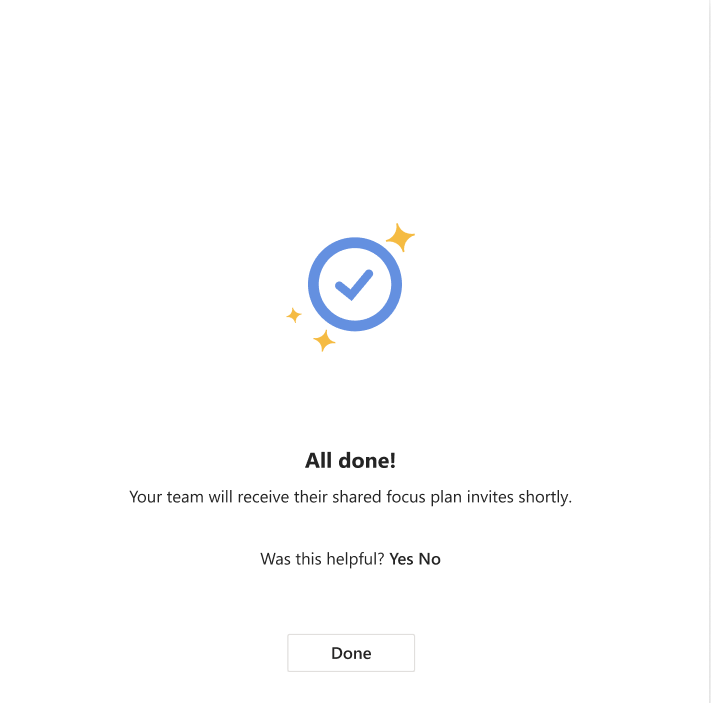 All done!
Your team will receive their shared focus plan invites shortly.
Was this helpful? Yes No
Done